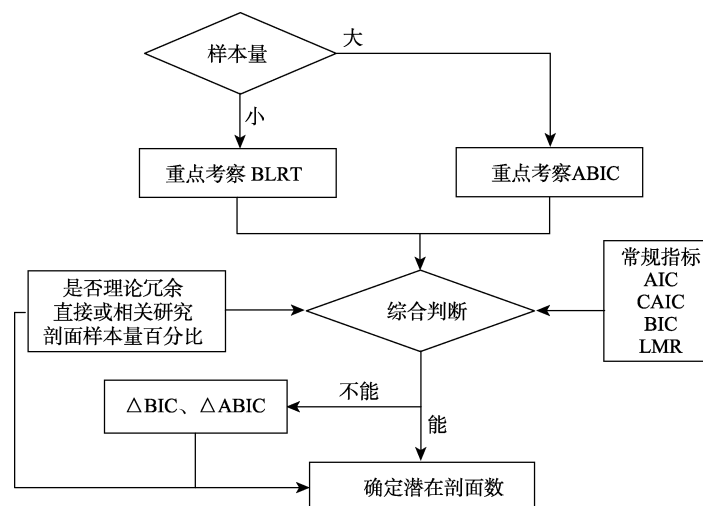 样本量
大
小
重点考察 BLRT
重点考察ABIC
常规指标
AIC
CAIC
BIC
LMR
是否理论冗余
直接或相关研究
剖面样本量百分比
综合判断
不能
△BIC、△ABIC
能
确定潜在剖面数